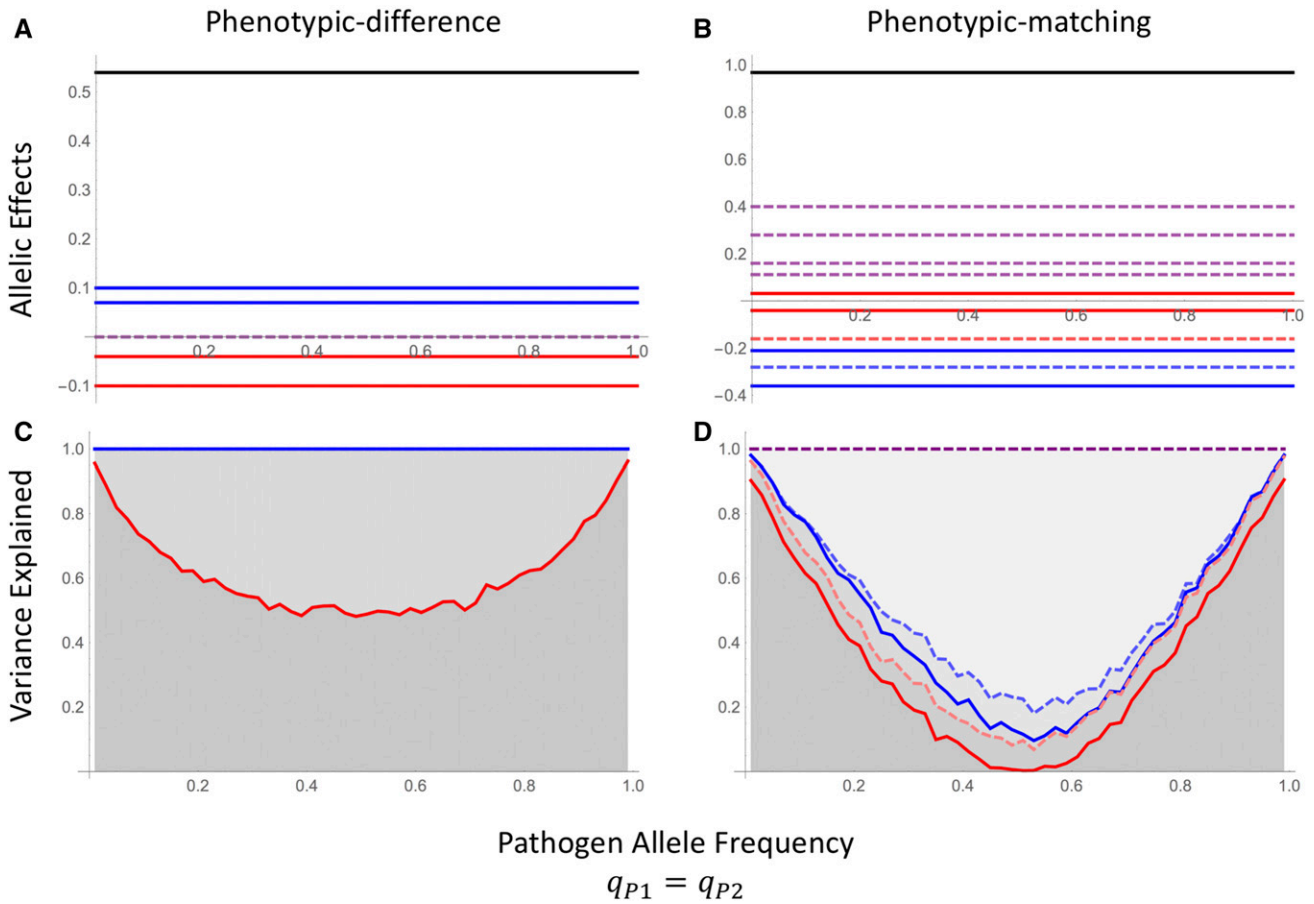 A Phenotypic-difference
B Phenotypic-matching
Allelic Effects
0.5
0.4
0.3
0.2
0.1
−0.1
0.2 0.4 0.6 0.8 1.0
1.0
0.8
0.6
0.4
0.2
−0.2
−0.4
0.2 0.4 0.6 0.8 1.0
C
D
Variance Explained
1.0
0.8
0.6
0.4
0.2
0.2 0.4 0.6 0.8 1.0
1.0
0.8
0.6
0.4
0.2
0.2 0.4 0.6 0.8 1.0
Pathogen Allele Frequency
qP1 = qP2